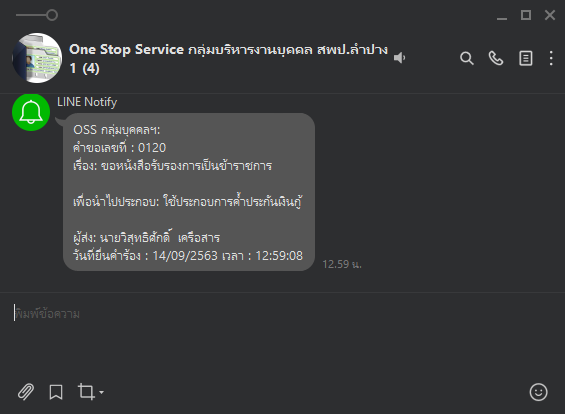 One Stop Service กลุ่มบริหารงานบุคคล สพป.ลำปาง
1 (4)
LINE Notify
OSS กลุ่มบุคคลฯ:
คำขอเลขที่ : 0120
เรื่อง: ขอหนังสือรับรองการเป็นข้าราชการ
เพื่อนำไปประกอบ: ใช้ประกอบการค้ำประกันเงินกู้
ผู้ส่ง: นายวิสุทธิศักดิ์ เครือสาร
วันที่ยื่นคำร้อง : 14/09/2563 เวลา : 12:59:08
12.59 น.
พิมพ์ข้อความ